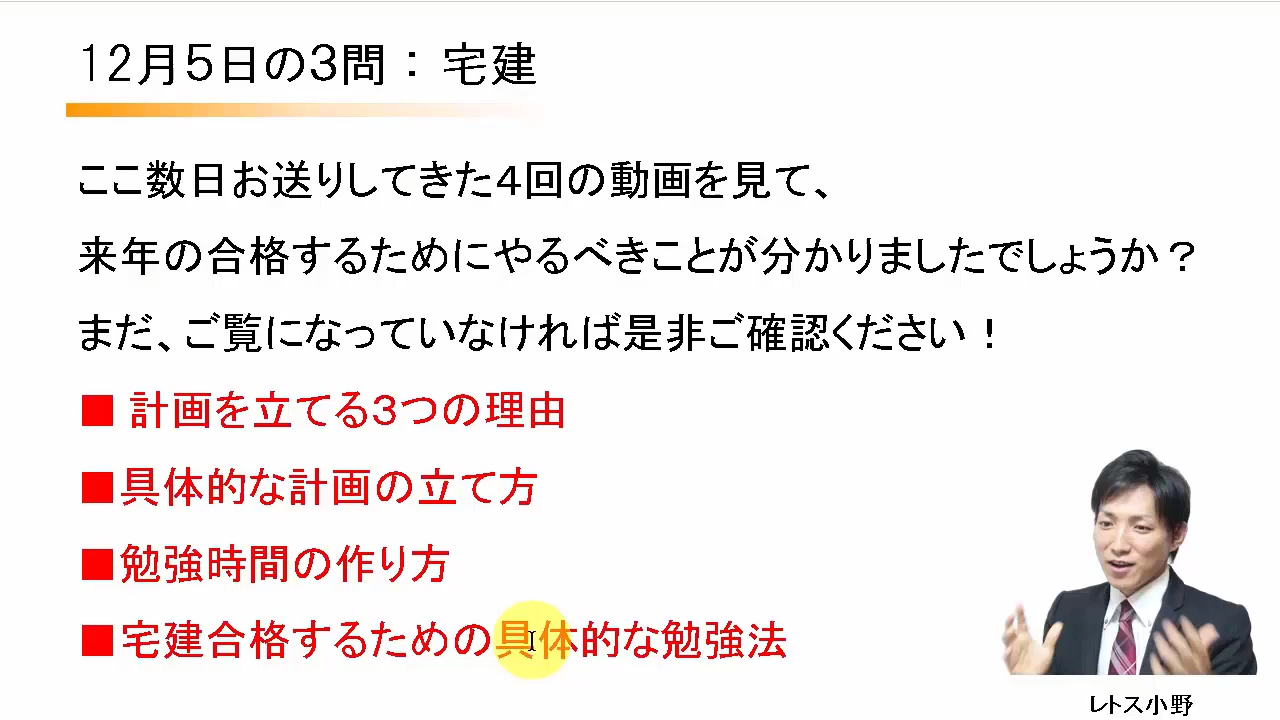 12月5日の3問：宅建
ここ数日お送りしてきた4回の動画を見て、
来年の合格するためにやるべきことが分かりましたでしょうか？
まだ、ご覧になっていなければ是非ご確認ください！
■ 計画を立てる3つの理由
■具体的な計画の立て方
■勉強時間の作り方
■宅建合格するための具体的な勉強法
レトス小野